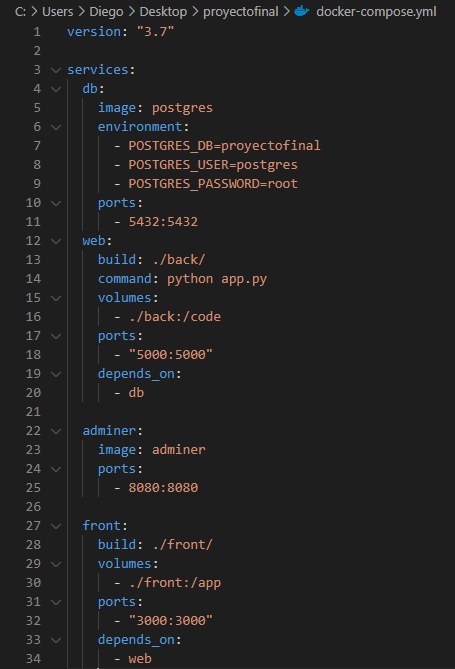 C: > Users > Diego > Desktop > proyectofinal > docker-compose.yml
1 version: "3.7"
2
3 services:
4 db:
5 image: postgres
6 environment:
7 - POSTGRES_DB=proyectofinal
8 - POSTGRES_USER=postgres
9 - POSTGRES_PASSWORD=root
10 ports:
11 - 5432:5432
12 web:
13 build: ./back/
14 command: python app.py
15 volumes:
16 - ./back:/code
17 ports:
18 - "5000:5000"
19 depends_on:
20 - db
21
22 adminer:
23 image: adminer
24 ports:
25 - 8080:8080
26
27 front:
28 build: ./front/
29 volumes:
30 - ./front:/app
31 ports:
32 - "3000:3000"
33 depends_on:
34 - web